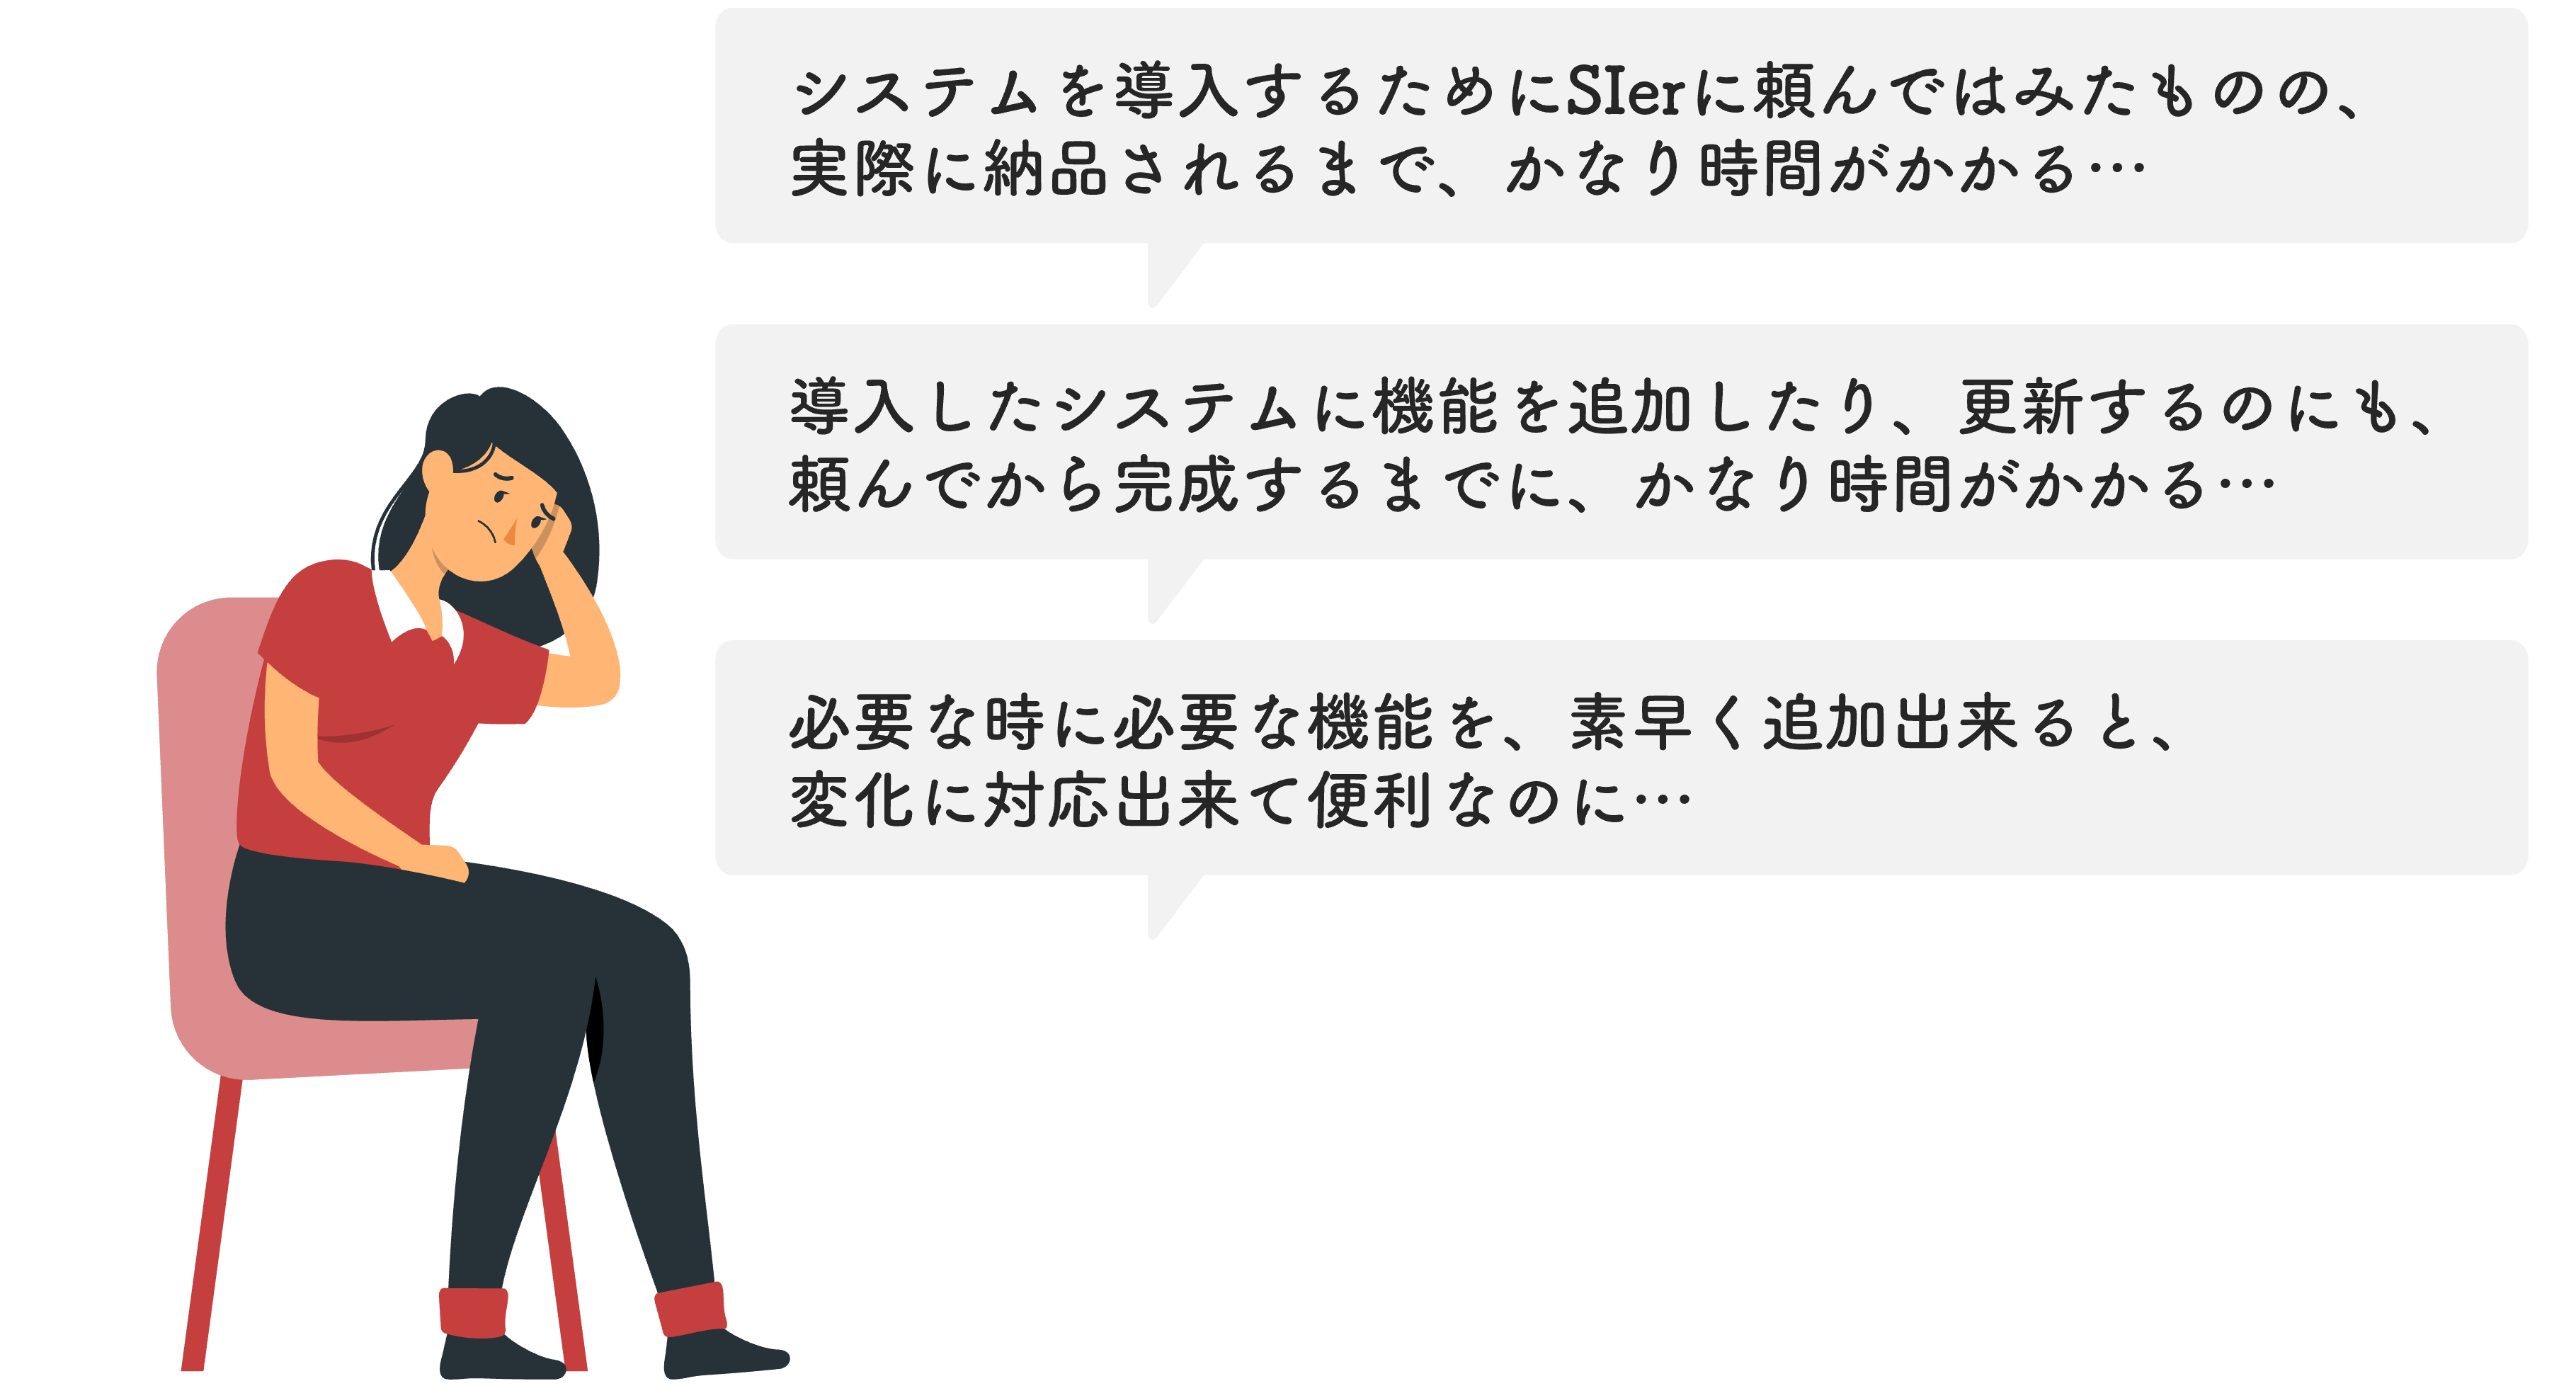 システムを導入するためにSIerに頼んではみたものの、
実際に納品されるまで、かなり時間がかかる…
導入したシステムに機能を追加したり、更新するのにも、
頼んでから完成するまでに、かなり時間がかかる…
必要な時に必要な機能を、素早く追加出来ると、
変化に対応出来て便利なのに…